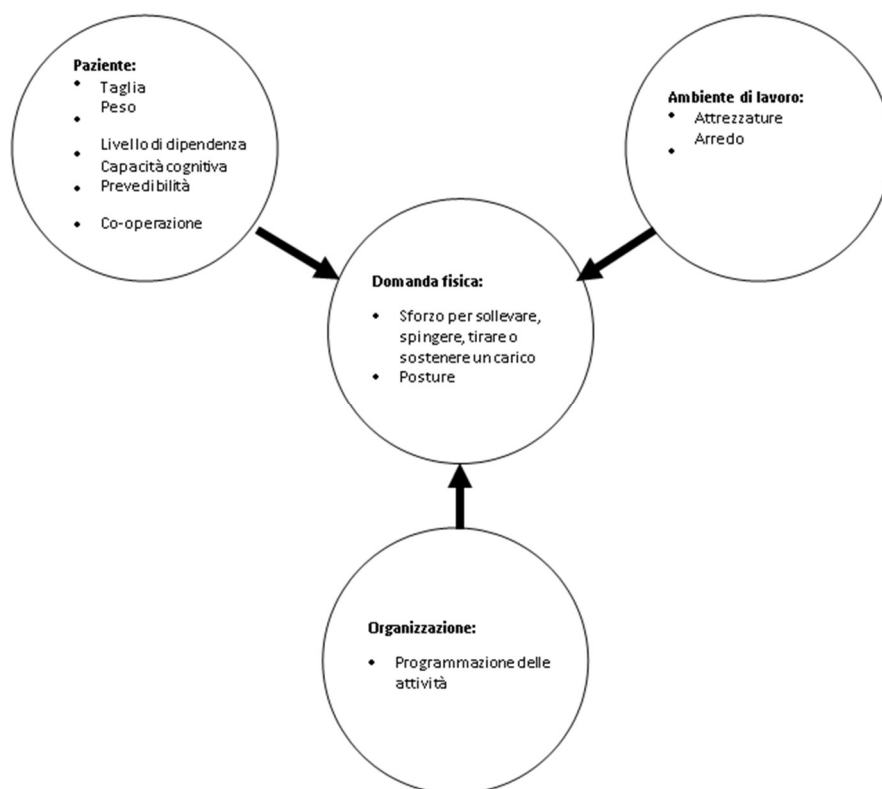 Paziente:
• Taglia
• Peso
• Livello di dipendenza
• Capacità cognitiva
• Prevedibilità
• Co-operazione
Ambiente di lavoro:
• Attrezzature
• Arredo
Domanda fisica:
• Sforzo per sollevare,
spingere, tirare o
sostenere un carico
• Posture
Organizzazione:
• Programmazione delle
attività